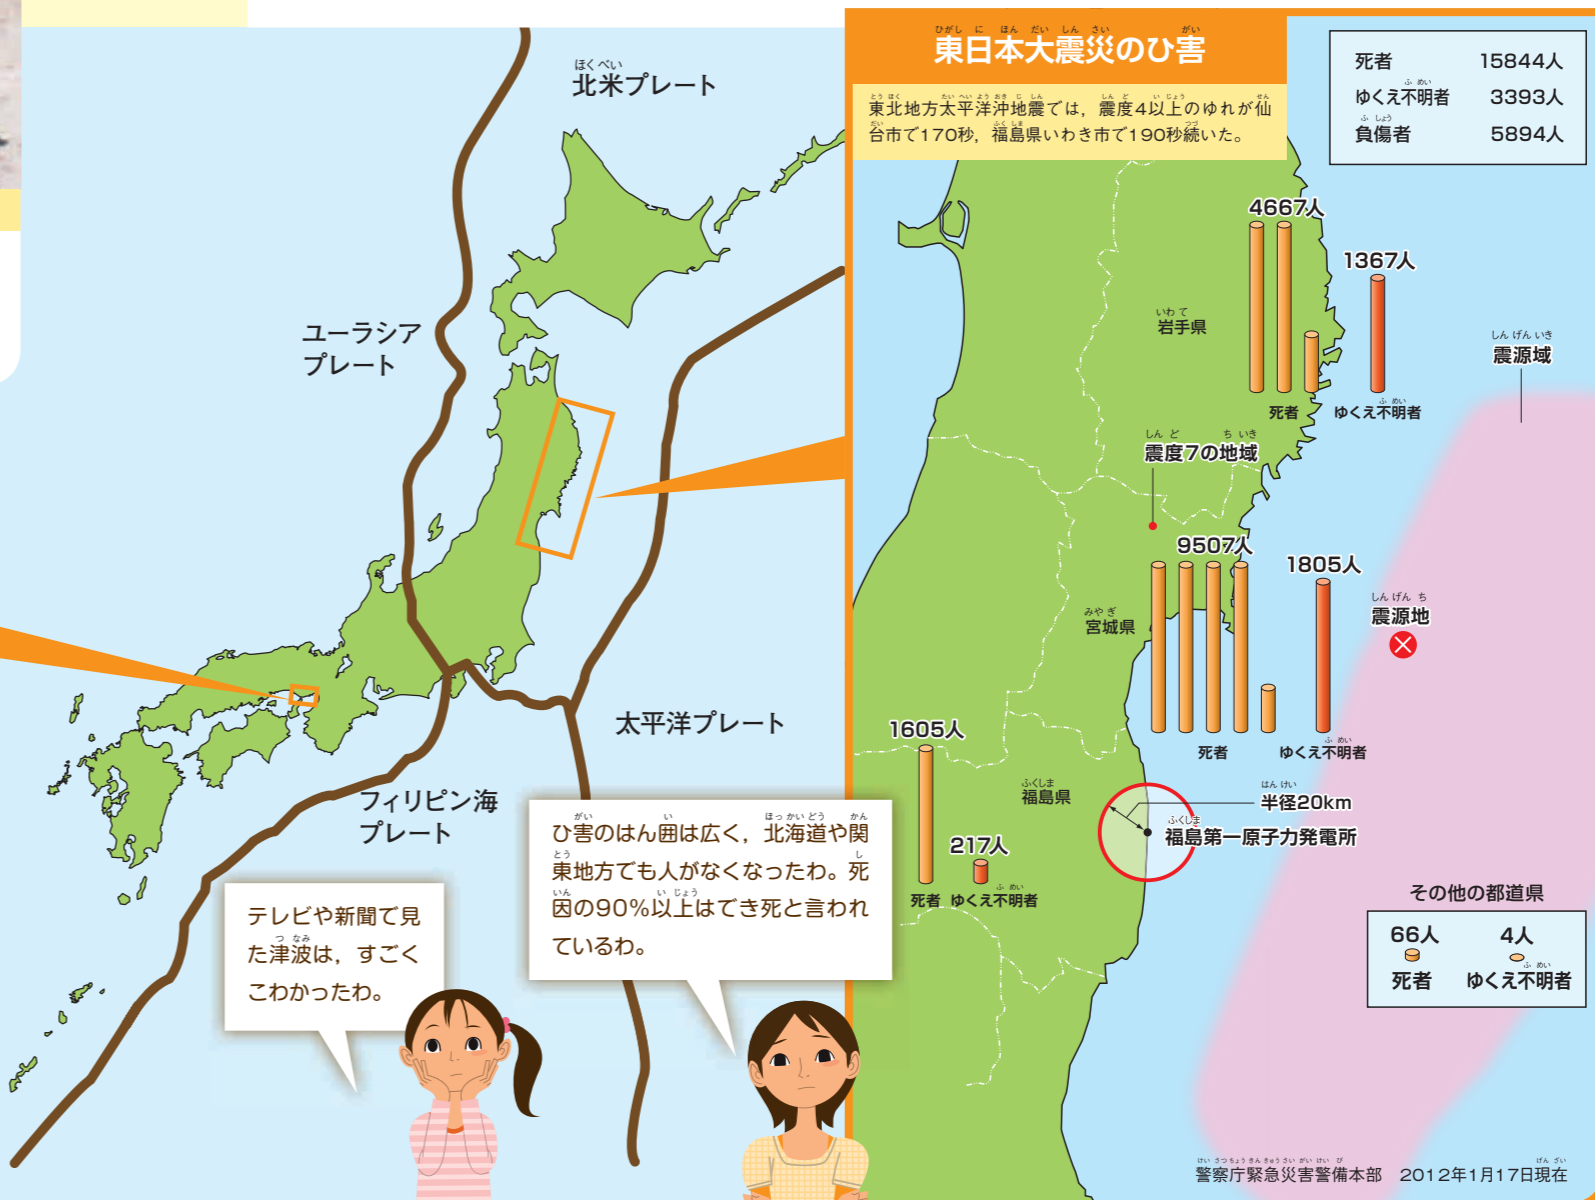 北米プレート
ユーラシア
プレート
太平洋プレート
フィリピン海
プレート
テレビや新聞で見
た津波は，すごく
こわかったわ。
ひ害のはん囲は広く，北海道や関
東地方でも人がなくなったわ。死
因の90%以上はでき死と言われ
ているわ。
東日本大震災のひ害
東北地方太平洋沖地震では，震度4以上のゆれが仙
台市で170秒，福島県いわき市で190秒続いた。
死者 15844人
ゆくえ不明者 3393人
負傷者 5894人
4667人
1367人
岩手県
死者 ゆくえ不明者
震源域
震度7の地域
9507人
1805人
宮城県
死者 ゆくえ不明者
震源地
1605人
217人
福島県
死者 ゆくえ不明者
半径20km
福島第一原子力発電所
その他の都道県
66人 4人
死者 ゆくえ不明者
警察庁緊急災害警備本部 2012年1月17日現在